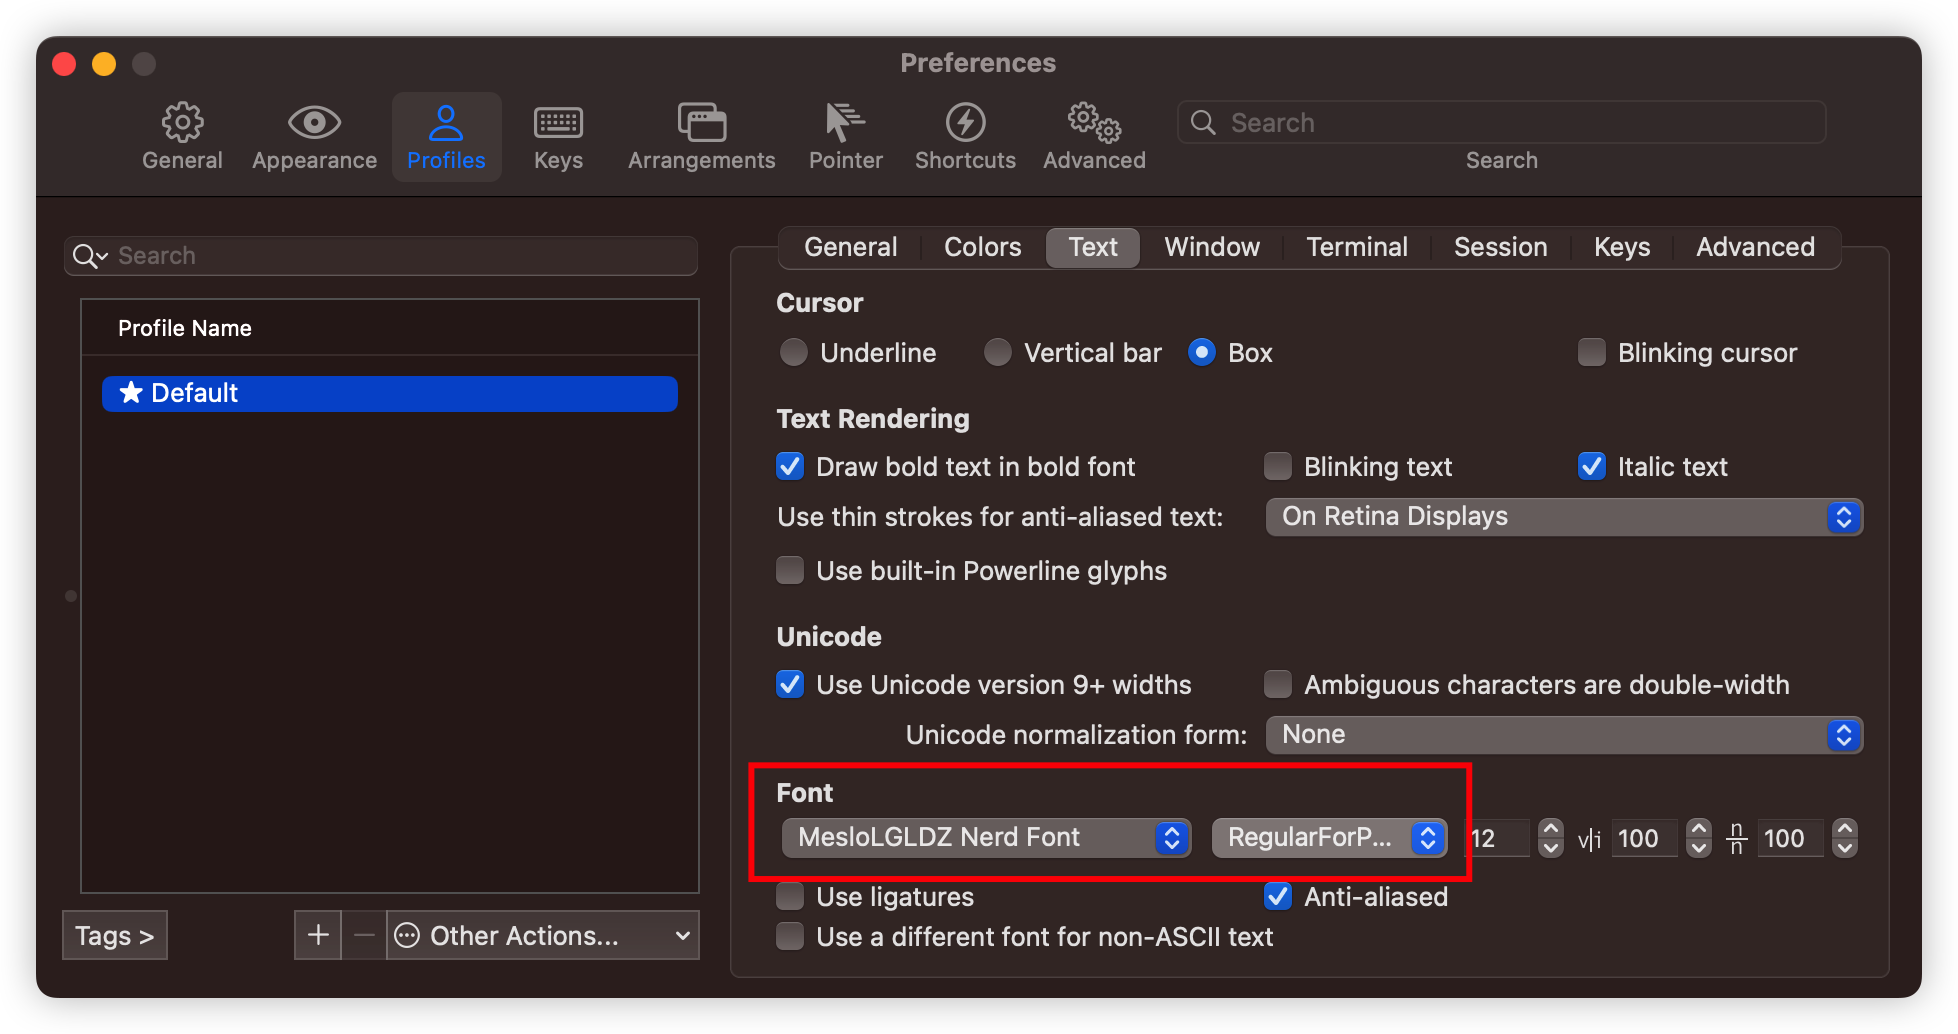 Preferences
General Appearance Profiles Keys Arrangements Pointer Shortcuts Advanced Search
Search
Search
Profile Name
Default
Tags >
Other Actions...
General Colors Text Window Terminal Session Keys Advanced
Cursor
Underline Vertical bar Box Blinking cursor
Text Rendering
Draw bold text in bold font Blinking text Italic text
Use thin strokes for anti-aliased text: On Retina Displays
Use built-in Powerline glyphs
Unicode
Use Unicode version 9+ widths Ambiguous characters are double-width
Unicode normalization form: None
Font
MesloLGLDZ Nerd Font RegularForP... 12 v|i 100 n/n 100
Use ligatures Anti-aliased
Use a different font for non-ASCII text